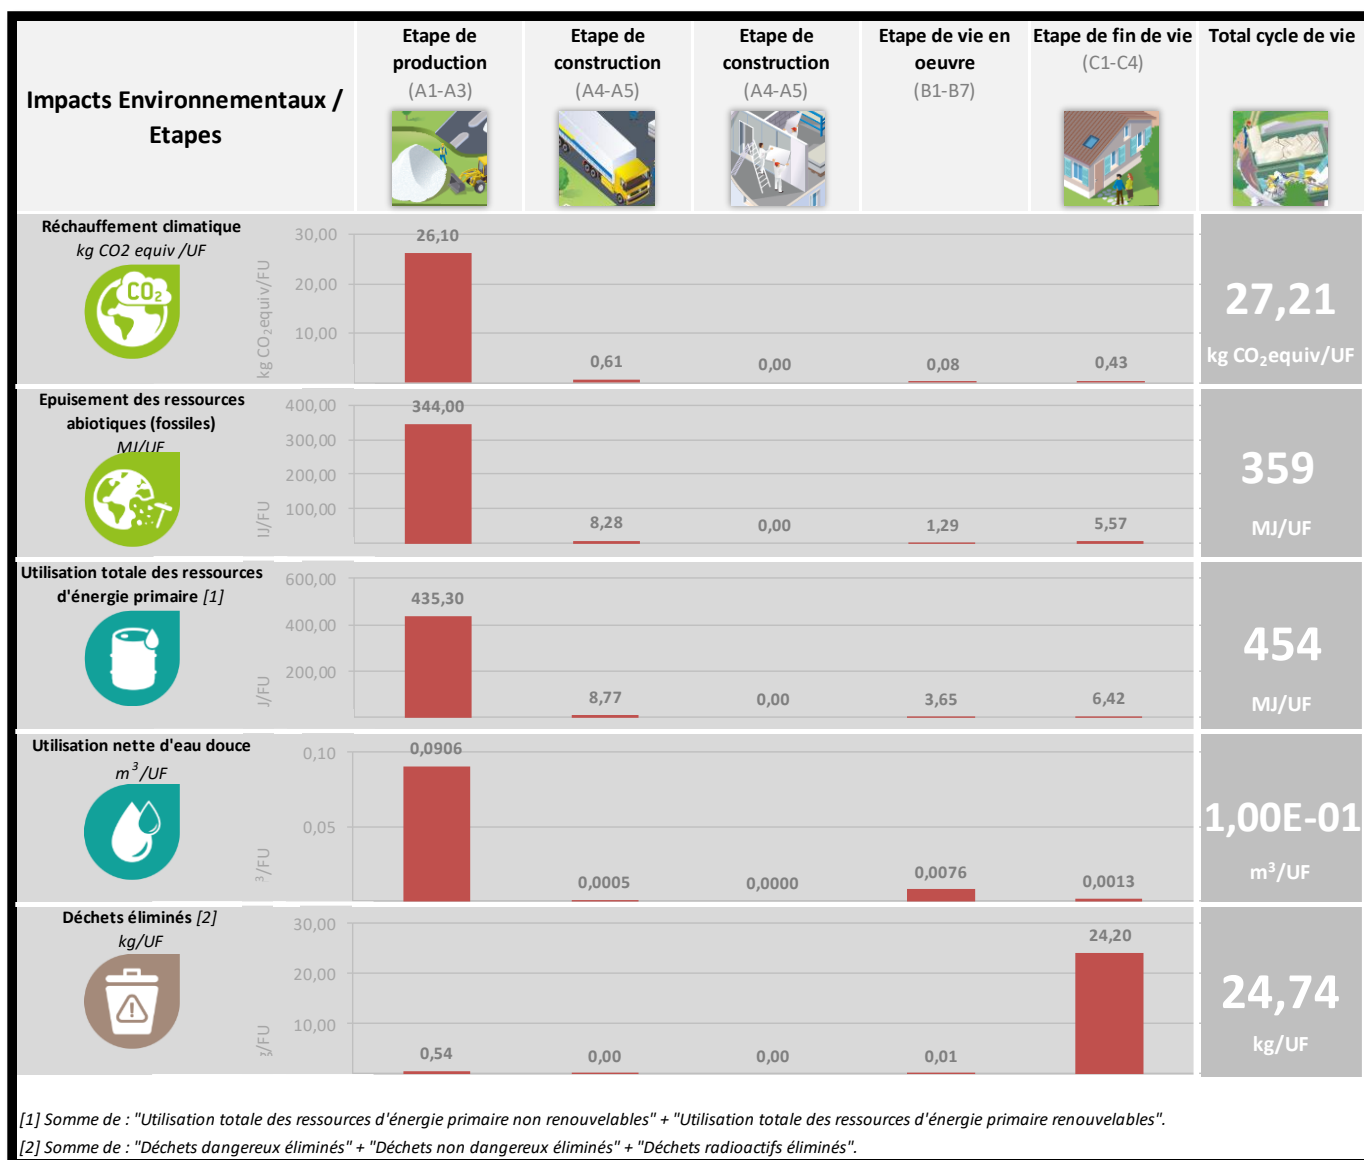 Impacts Environnementaux /
Etapes
Etape de
production
(A1-A3)
Etape de
construction
(A4-A5)
Etape de
construction
(A4-A5)
Etape de vie en
oeuvre
(B1-B7)
Etape de fin de vie
(C1-C4)
Total cycle de vie
Réchauffement climatique
kg CO2 equiv /UF
CO2
kg CO₂equiv/FU
30,00
20,00
10,00
26,10
0,61
0,00
0,08
0,43
27,21
kg CO₂equiv/UF
Epuisement des ressources
abiotiques (fossiles)
MJ/UF
J/FU
400,00
300,00
200,00
100,00
344,00
8,28
0,00
1,29
5,57
359
MJ/UF
Utilisation totale des ressources
d'énergie primaire [1]
J/FU
600,00
400,00
200,00
435,30
8,77
0,00
3,65
6,42
454
MJ/UF
Utilisation nette d'eau douce
m³/UF
³/FU
0,10
0,05
0,0906
0,0005
0,0000
0,0076
0,0013
1,00E-01
m³/UF
Déchets éliminés [2]
kg/UF
/FU
30,00
20,00
10,00
0,54
0,00
0,00
0,01
24,20
24,74
kg/UF
[1] Somme de : "Utilisation totale des ressources d'énergie primaire non renouvelables" + "Utilisation totale des ressources d'énergie primaire renouvelables".
[2] Somme de : "Déchets dangereux éliminés" + "Déchets non dangereux éliminés" + "Déchets radioactifs éliminés".